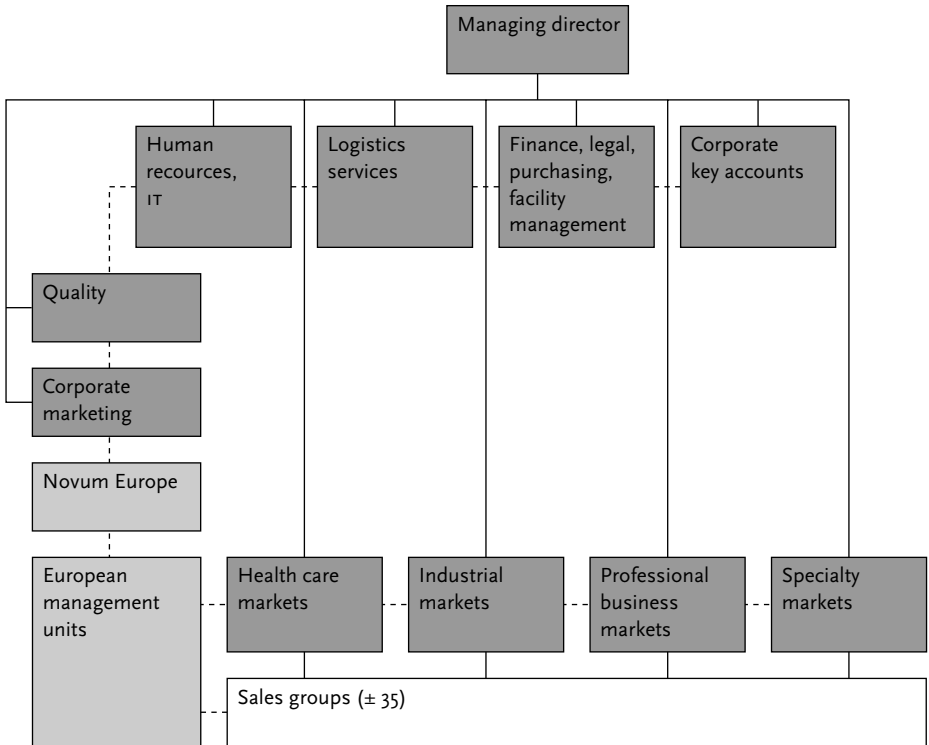 Managing director
Human
recources,
IT
Logistics
services
Finance, legal,
purchasing,
facility
management
Corporate
key accounts
Quality
Corporate
marketing
Novum Europe
European
management
units
Health care
markets
Industrial
markets
Professional
business
markets
Specialty
markets
Sales groups (± 35)